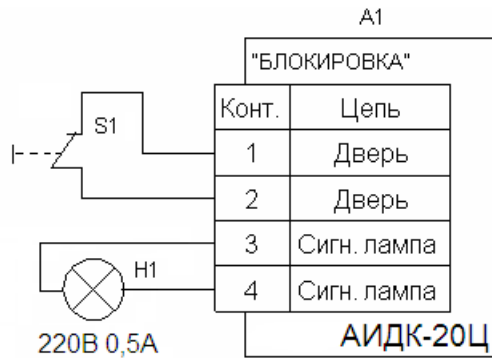 A1
"БЛОКИРОВКА"
Конт. Цепь
S1
1 Дверь
2 Дверь
3 Сигн. лампа
H1
4 Сигн. лампа
220В 0,5А
АИДК-20Ц